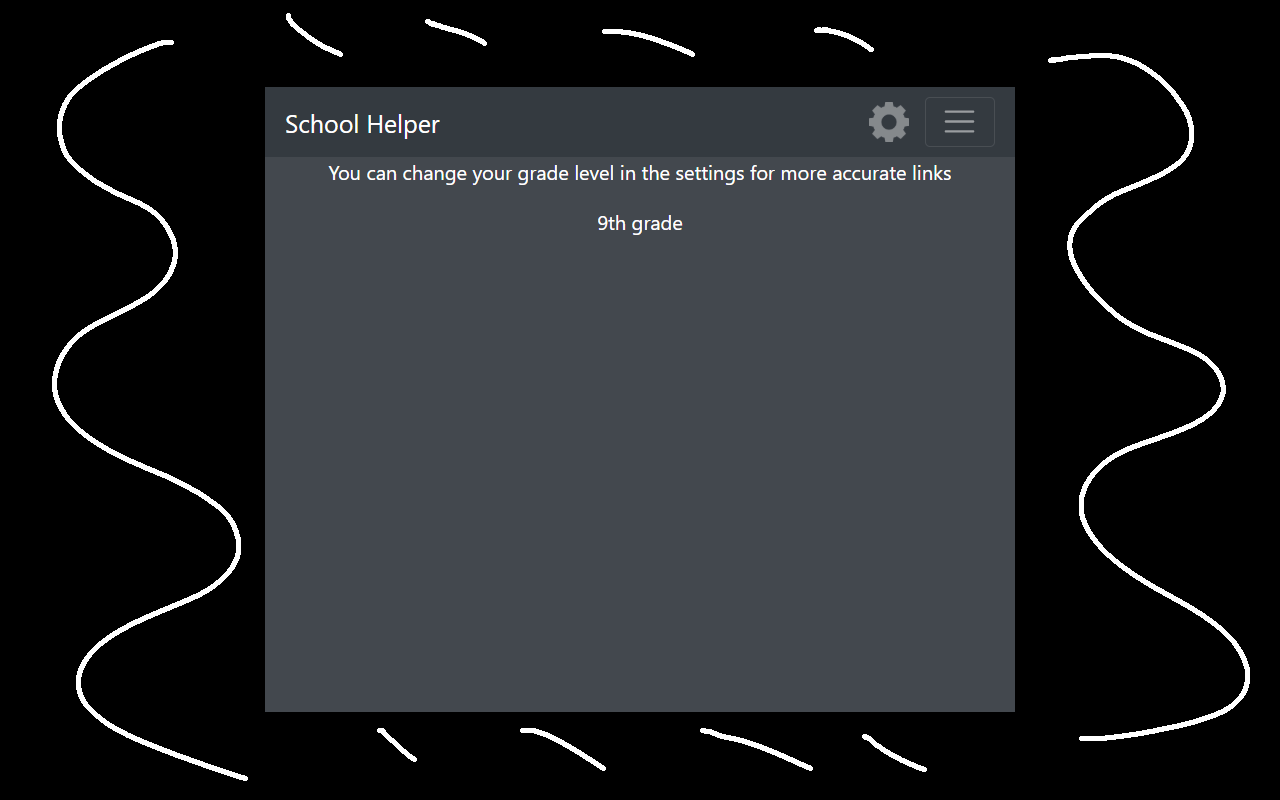 School Helper
You can change your grade level in the settings for more accurate links
9th grade